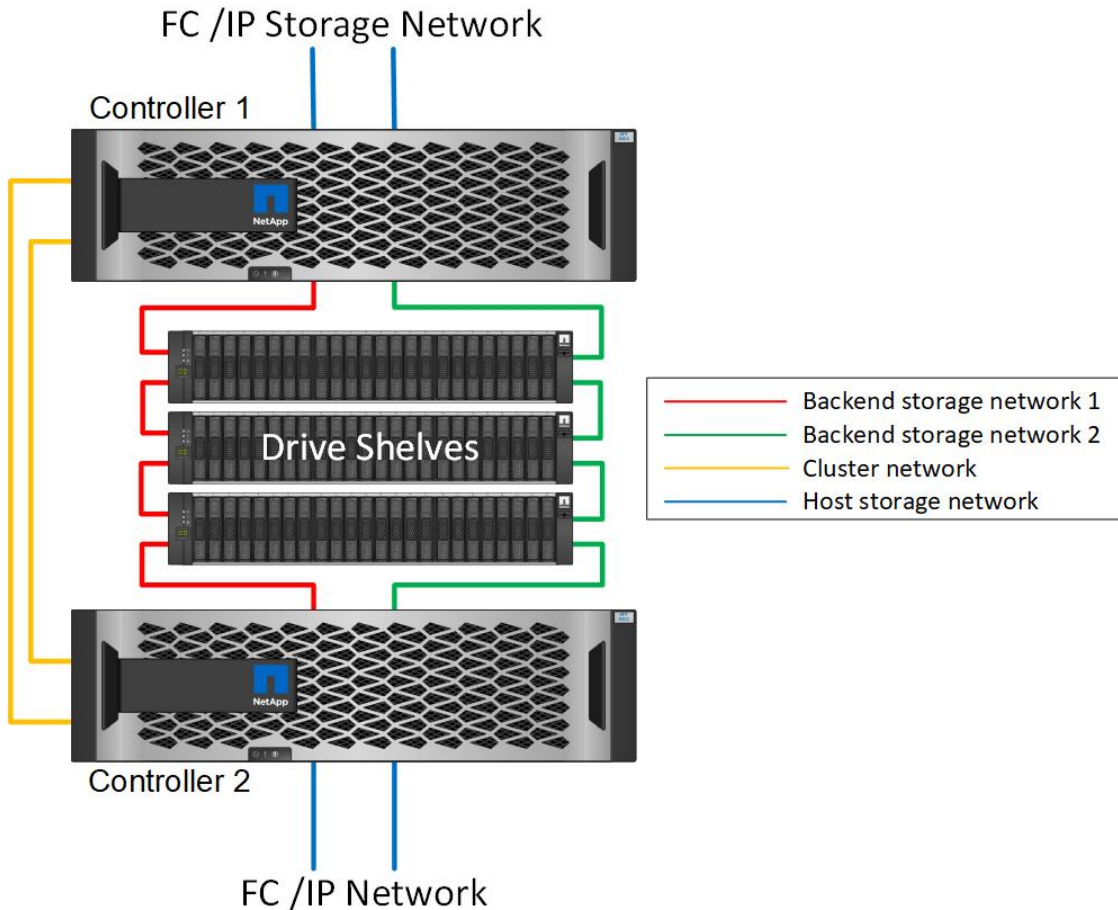 FC /IP Storage Network
Controller 1
NetApp
Drive Shelves
Backend storage network 1
Backend storage network 2
Cluster network
Host storage network
NetApp
Controller 2
FC /IP Network